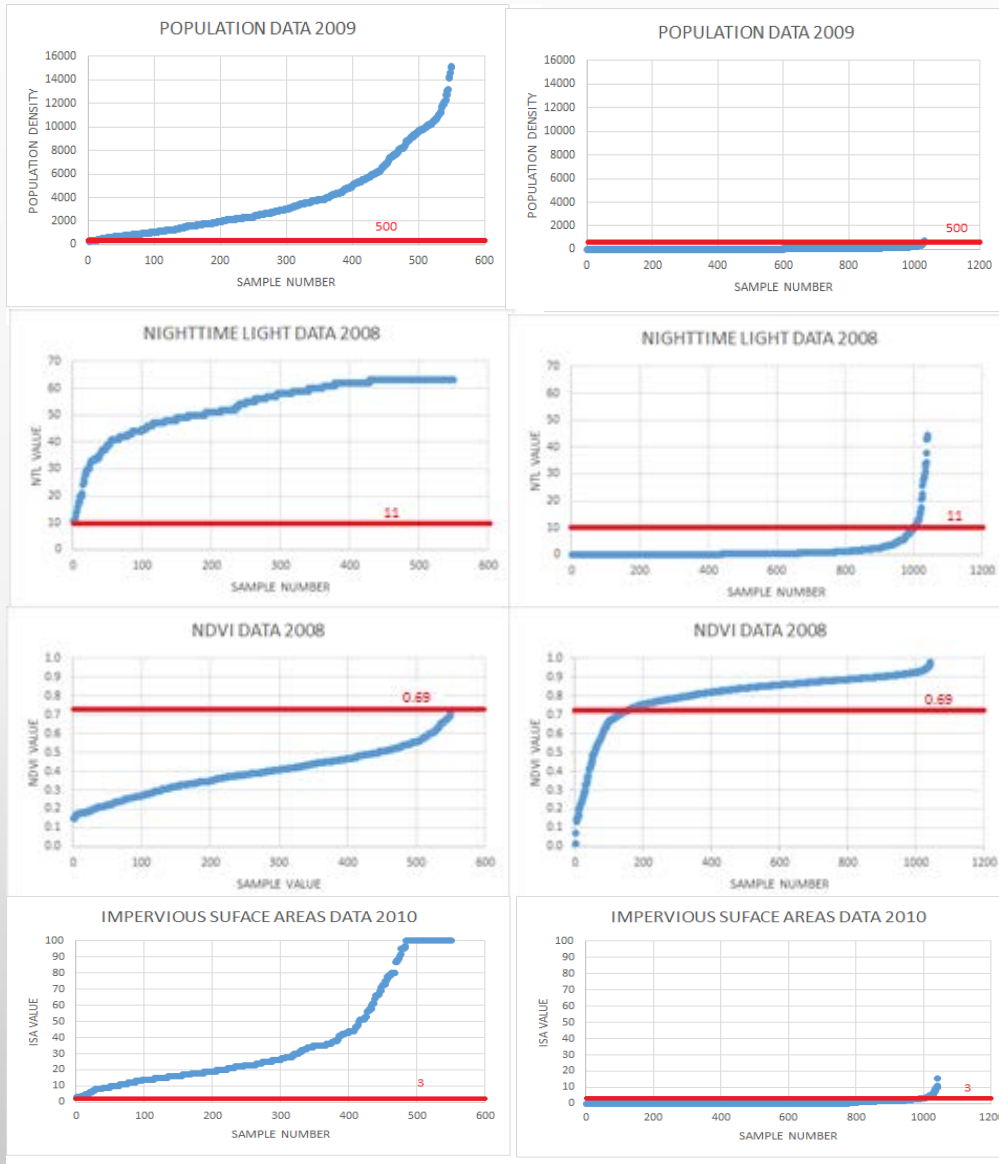 POPULATION DATA 2009
POPULATION DENSITY
16000
14000
12000
10000
8000
6000
4000
2000
0
500
0 100 200 300 400 500 600
SAMPLE NUMBER
POPULATION DATA 2009
POPULATION DENSITY
16000
14000
12000
10000
8000
6000
4000
2000
0
500
0 200 400 600 800 1000 1200
SAMPLE NUMBER
NIGHTTIME LIGHT DATA 2008
NTL VALUE
70
60
50
40
30
20
10
0
11
0 100 200 300 400 500 600
SAMPLE NUMBER
NIGHTTIME LIGHT DATA 2008
NTL VALUE
70
60
50
40
30
20
10
0
11
0 200 400 600 800 1000 1200
SAMPLE NUMBER
NDVI DATA 2008
NDVI VALUE
1.0
0.9
0.8
0.7
0.6
0.5
0.4
0.3
0.2
0.1
0.0
0.69
0 100 200 300 400 500 600
SAMPLE VALUE
NDVI DATA 2008
NDVI VALUE
1.0
0.9
0.8
0.7
0.6
0.5
0.4
0.3
0.2
0.1
0.0
0.69
0 200 400 600 800 1000 1200
SAMPLE NUMBER
IMPERVIOUS SUFACE AREAS DATA 2010
ISA VALUE
100
90
80
70
60
50
40
30
20
10
0
3
0 100 200 300 400 500 600
SAMPLE NUMBER
IMPERVIOUS SUFACE AREAS DATA 2010
ISA VALUE
100
90
80
70
60
50
40
30
20
10
0
3
0 200 400 600 800 1000 1200
SAMPLE NUMBER